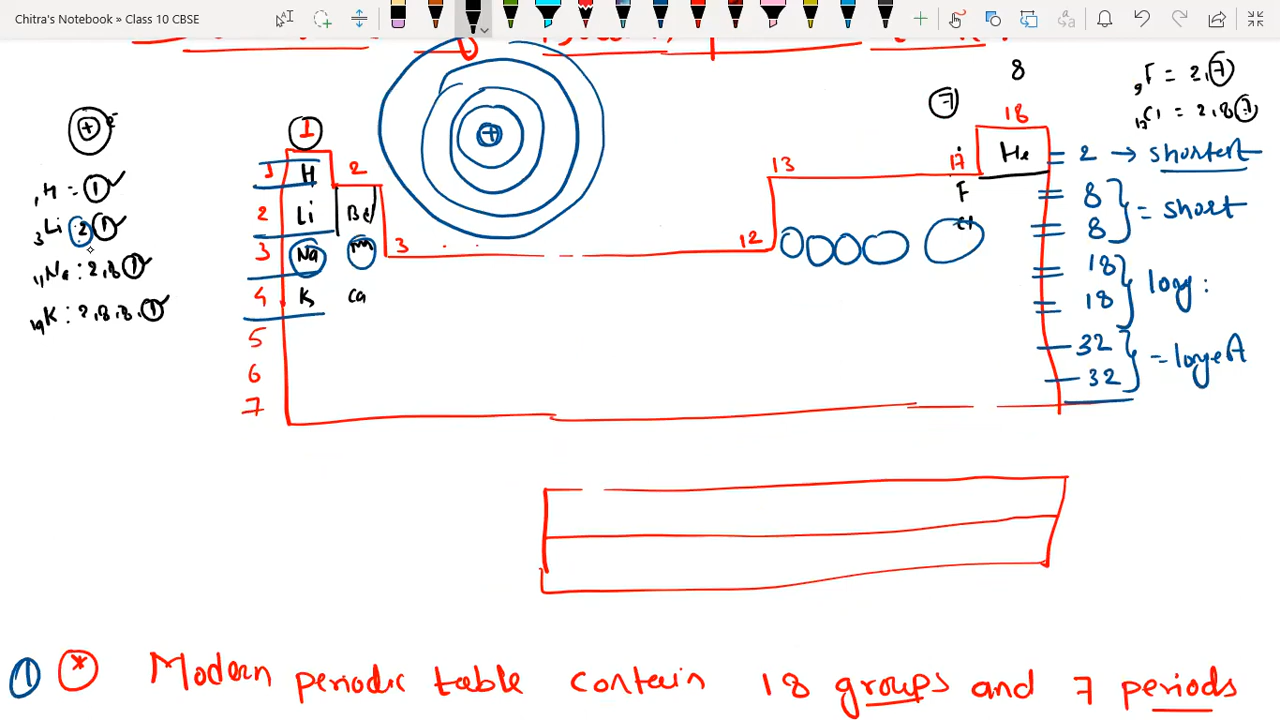 Chitra's Notebook » Class 10 CBSE
8
9F = 2,7
17Cl = 2,8,7
7
18
1
+
+
1 H 2
13 17 He
2 → shortest
1H = 1
2 Li Be
F
8
8 } = short
3Li : 2,1
3 Na 3
12
Cl
11Na : 2,8,1
18
18 } long :
4 K Ca
19K : 2,8,8,1
5
32
32 } = longest
6
7
1 * Modern periodic table contain 18 groups and 7 periods